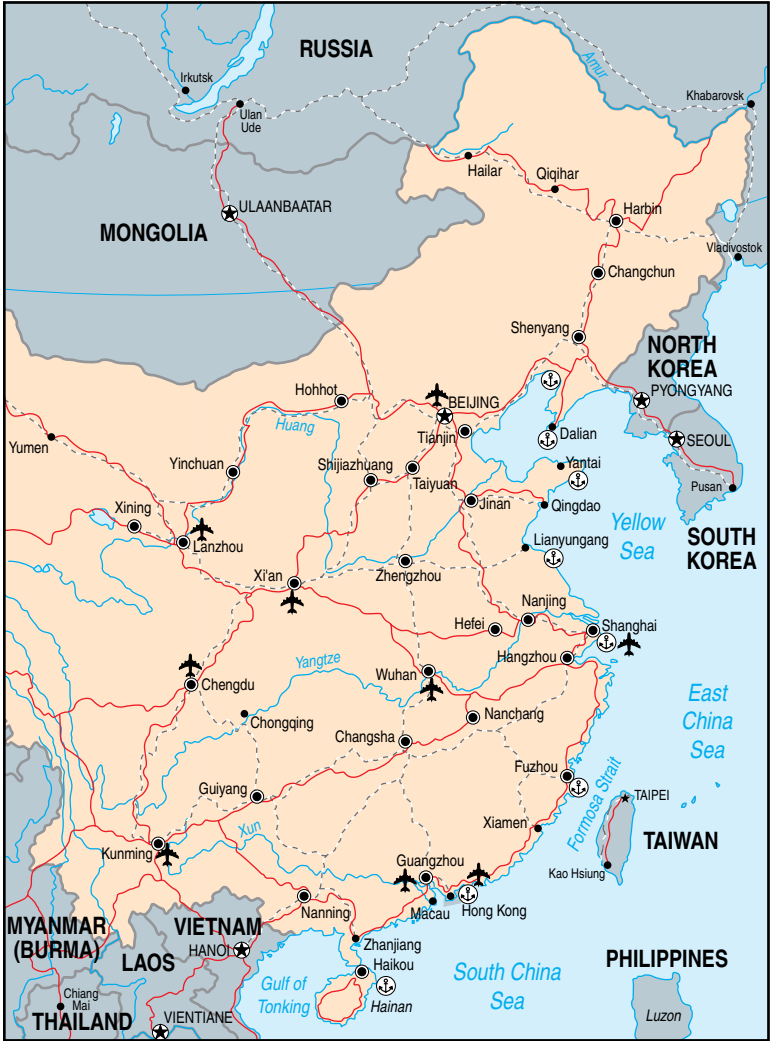 RUSSIA
Irkutsk
Amur
Khabarovsk
Ulan
Ude
Hailar
Qiqihar
ULAANBAATAR
Harbin
MONGOLIA
Vladivostok
Changchun
Shenyang
NORTH
KOREA
PYONGYANG
Hohhot
BEIJING
Huang
Tianjin
Dalian
SEOUL
Yumen
Yinchuan
Shijiazhuang
Taiyuan
Yantai
Pusan
Xining
Jinan
Qingdao
Yellow
Sea
SOUTH
KOREA
Lanzhou
Lianyungang
Xi'an
Zhengzhou
Nanjing
Hefei
Shanghai
Hangzhou
Yangtze
Wuhan
Chengdu
East
China
Sea
Chongqing
Nanchang
Changsha
Fuzhou
Guiyang
Formosa Strait
TAIPEI
Xun
Xiamen
TAIWAN
Kunming
Guangzhou
Kao Hsiung
Nanning
Macau
Hong Kong
MYANMAR
(BURMA)
VIETNAM
HANOI
LAOS
Zhanjiang
Haikou
PHILIPPINES
Gulf of
Tonking
South China
Sea
Hainan
Chiang
Mai
THAILAND
VIENTIANE
Luzon